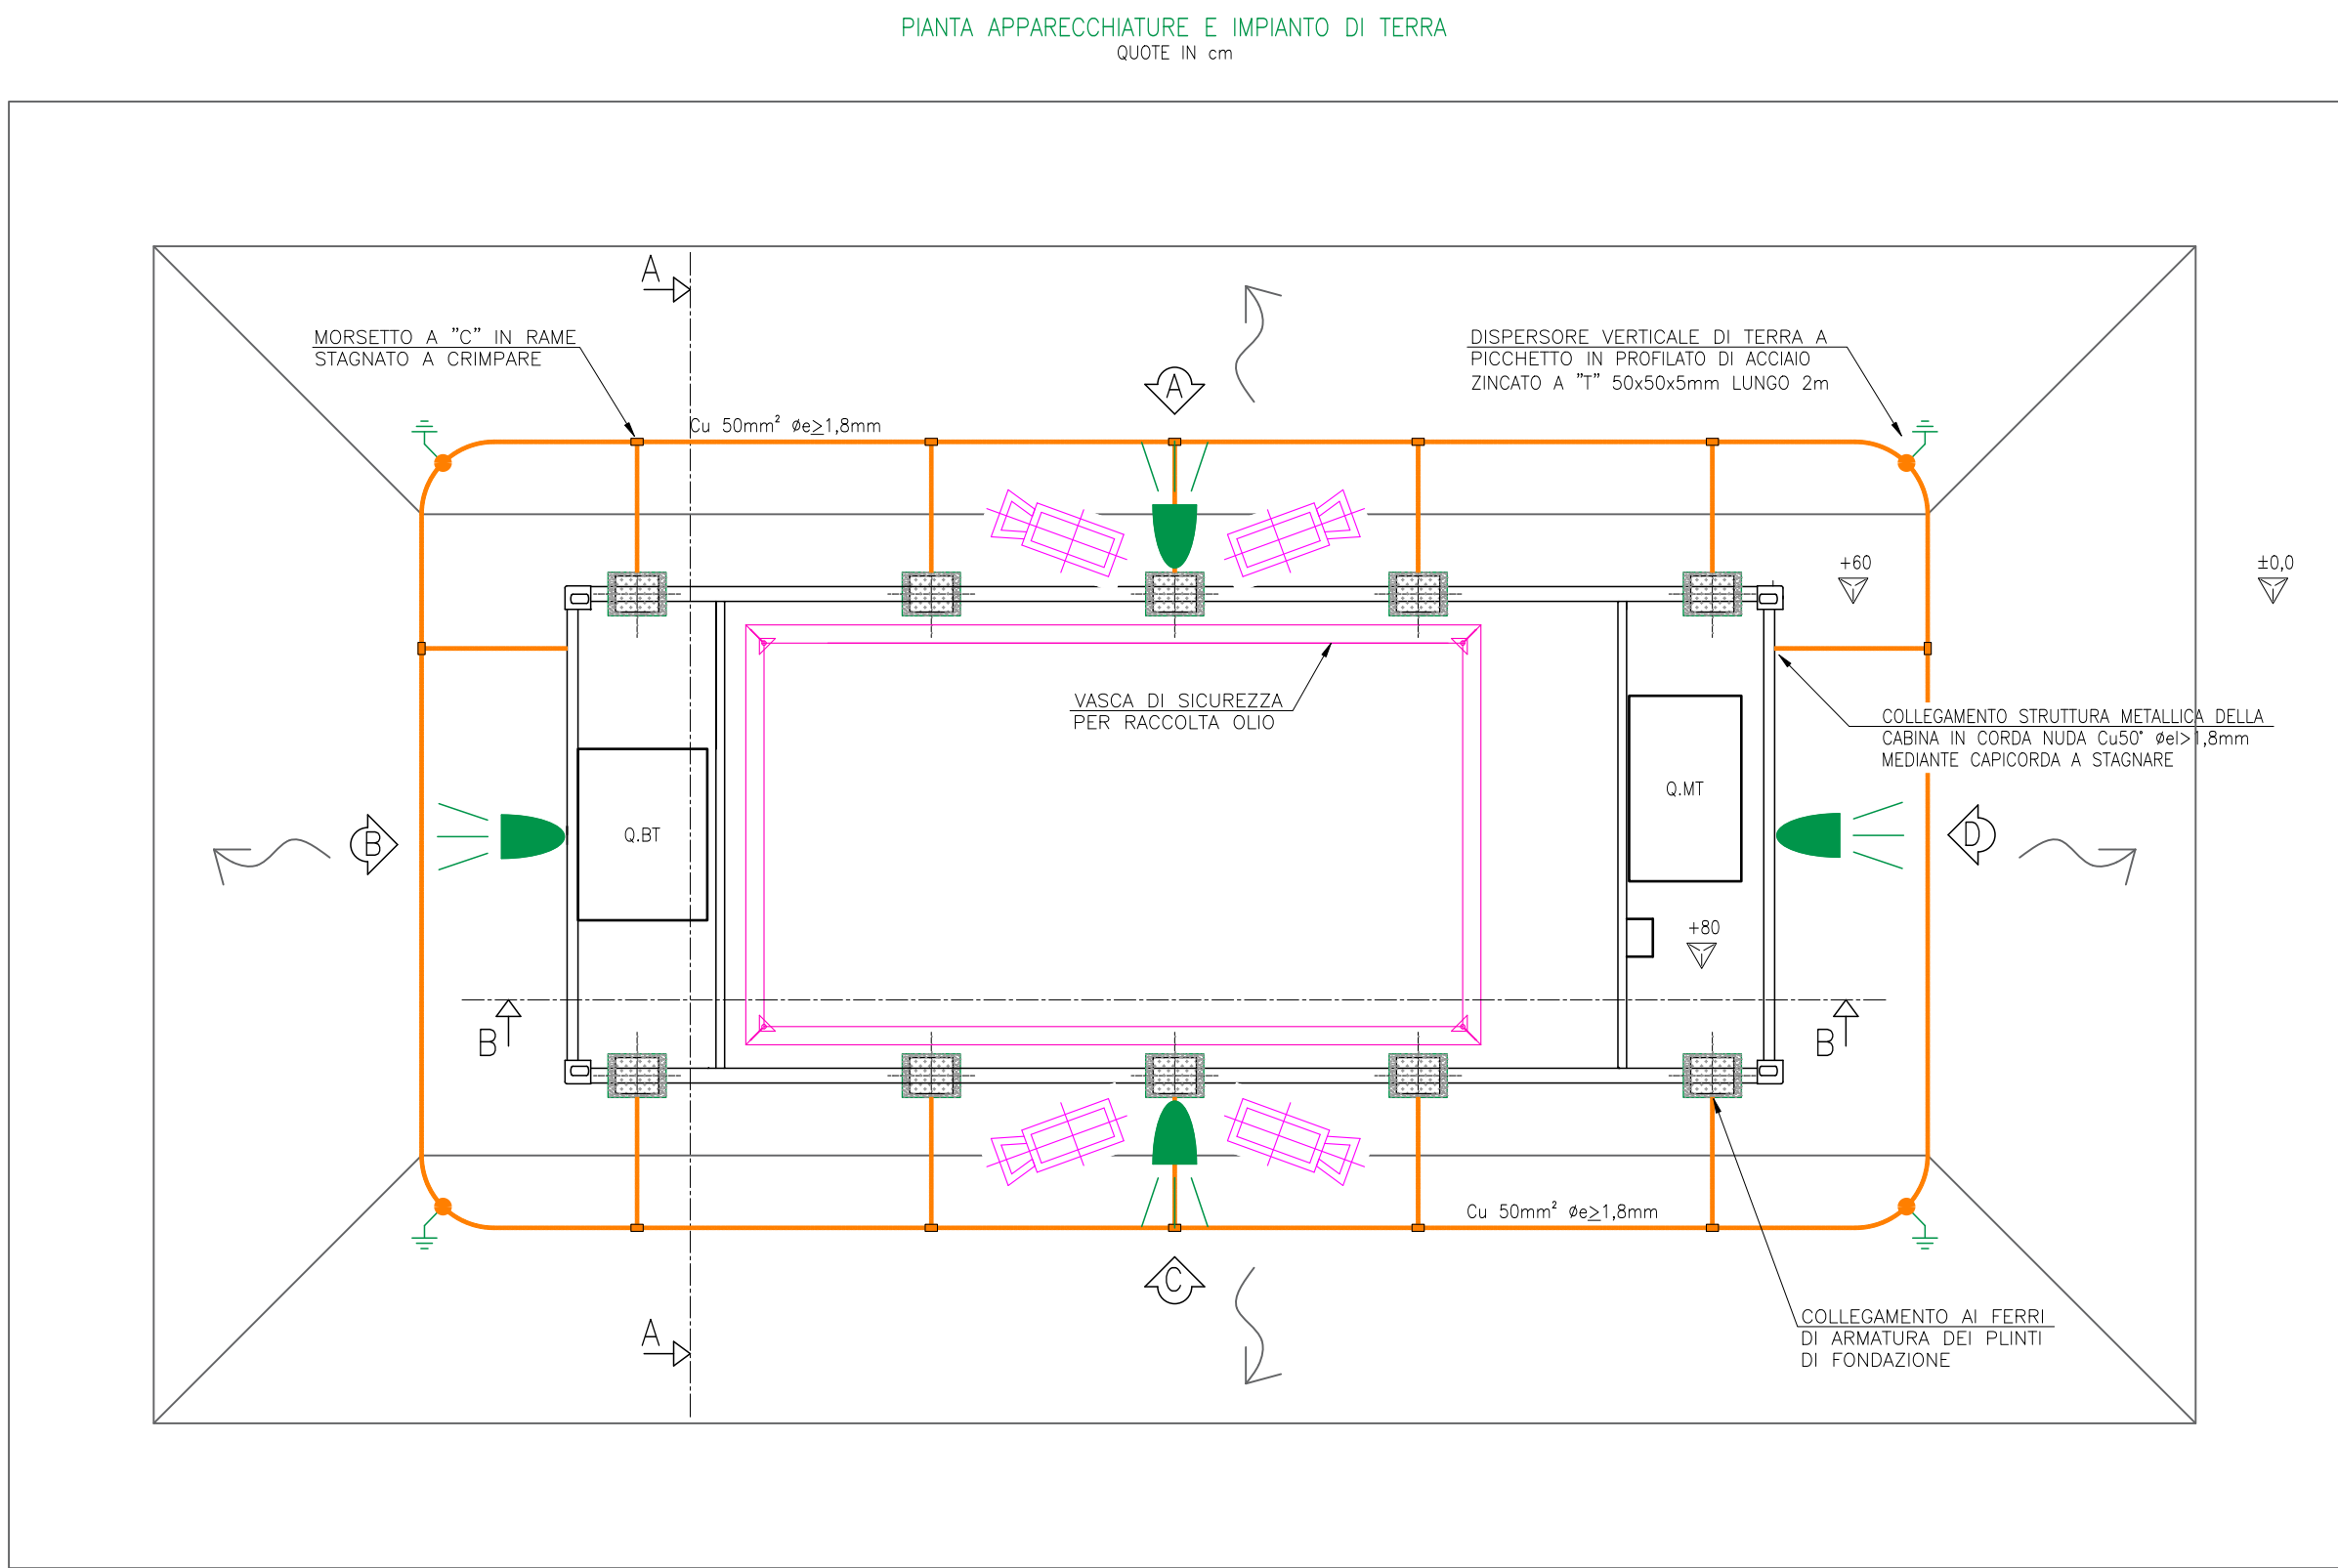 PIANTA APPARECCHIATURE E IMPIANTO DI TERRA
QUOTE IN cm
A
MORSETTO A "C" IN RAME
STAGNATO A CRIMPARE
DISPERSORE VERTICALE DI TERRA A
PICCHETTO IN PROFILATO DI ACCIAIO
ZINCATO A "T" 50x50x5mm LUNGO 2m
A
Cu 50mm² øe≥1,8mm
+60
±0,0
VASCA DI SICUREZZA
PER RACCOLTA OLIO
COLLEGAMENTO STRUTTURA METALLICA DELLA
CABINA IN CORDA NUDA Cu50° øel>1,8mm
MEDIANTE CAPICORDA A STAGNARE
Q.MT
Q.BT
B
D
+80
B
B
Cu 50mm² øe≥1,8mm
C
A
COLLEGAMENTO AI FERRI
DI ARMATURA DEI PLINTI
DI FONDAZIONE